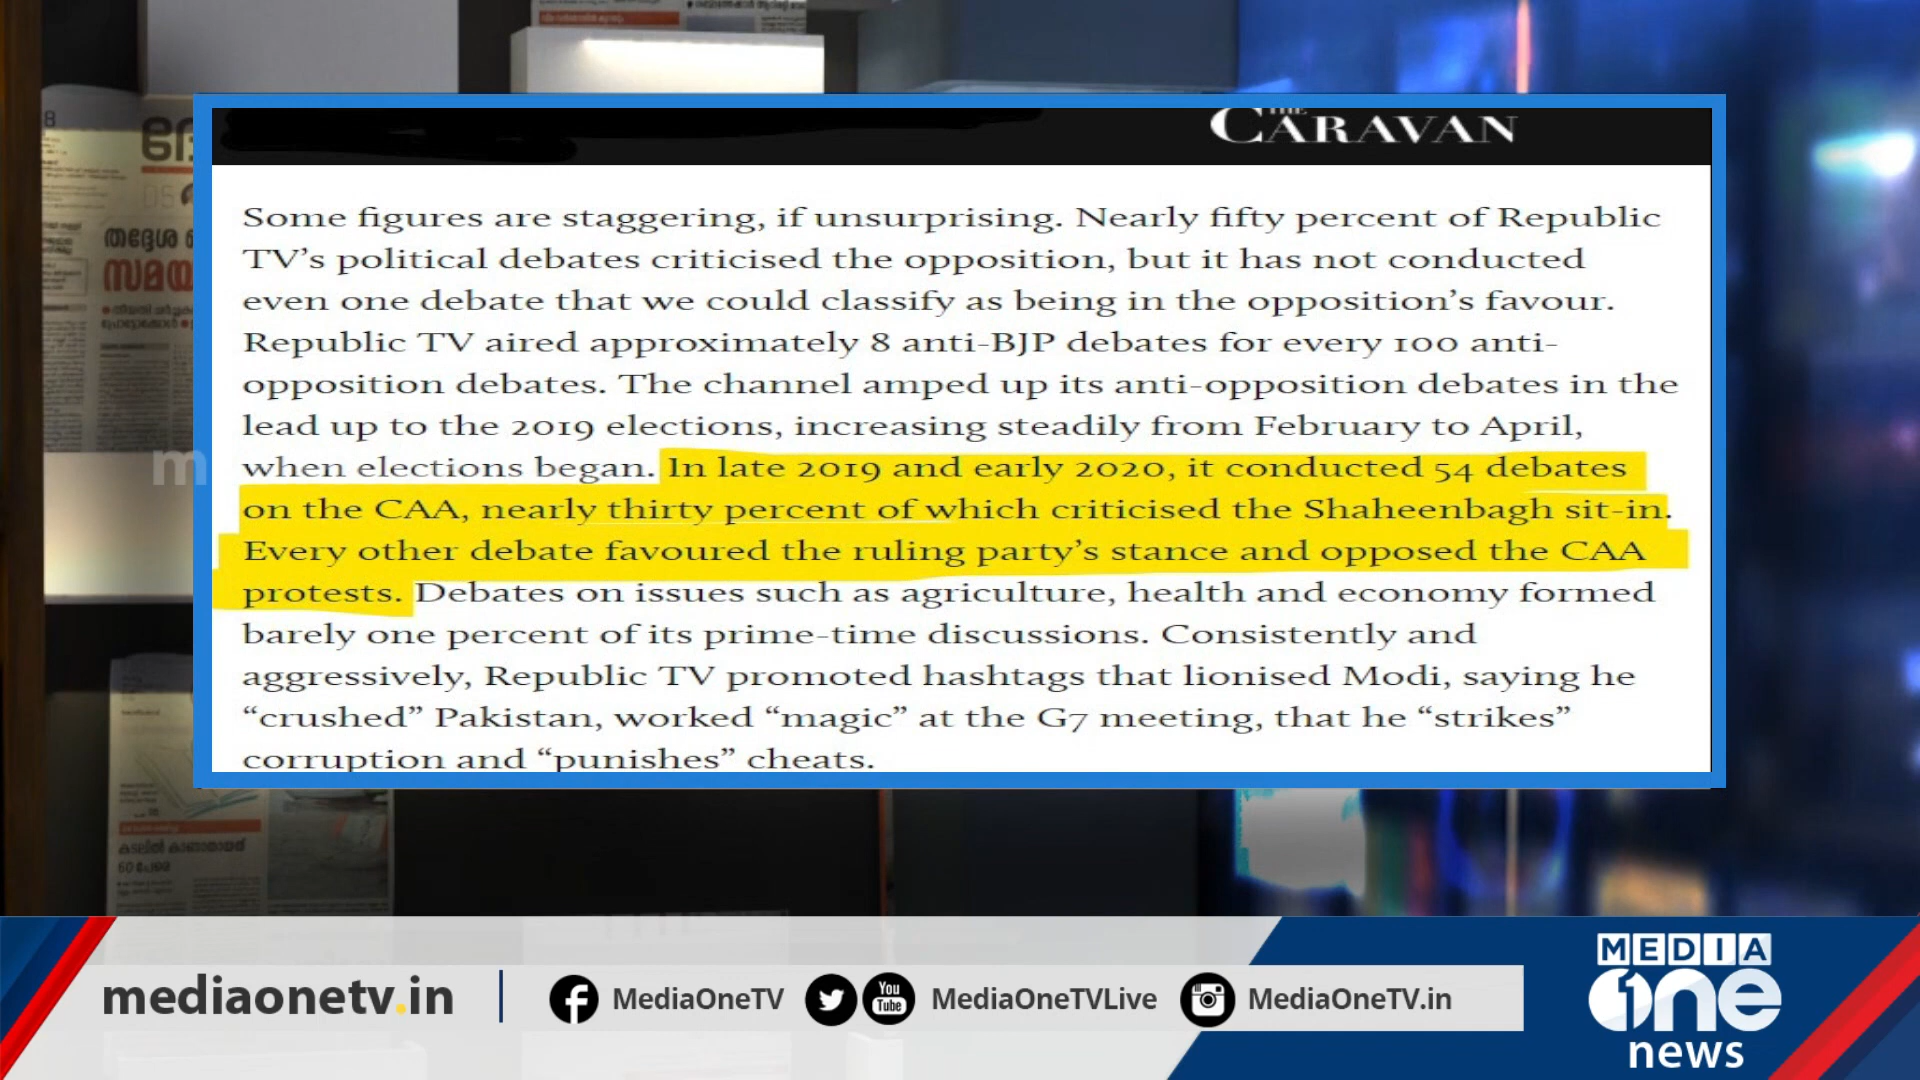 THE
CARAVAN
Some figures are staggering, if unsurprising. Nearly fifty percent of Republic
TV’s political debates criticised the opposition, but it has not conducted
even one debate that we could classify as being in the opposition’s favour.
Republic TV aired approximately 8 anti-BJP debates for every 100 anti-
opposition debates. The channel amped up its anti-opposition debates in the
lead up to the 2019 elections, increasing steadily from February to April,
when elections began. In late 2019 and early 2020, it conducted 54 debates
on the CAA, nearly thirty percent of which criticised the Shaheenbagh sit-in.
Every other debate favoured the ruling party’s stance and opposed the CAA
protests. Debates on issues such as agriculture, health and economy formed
barely one percent of its prime-time discussions. Consistently and
aggressively, Republic TV promoted hashtags that lionised Modi, saying he
“crushed” Pakistan, worked “magic” at the G7 meeting, that he “strikes”
corruption and “punishes” cheats.
തദ്ദേശ
സമയ
കടലിൽ കാണാതായത്
60 പേരെ
mediaonetv.in
MediaOneTV
You
Tube
MediaOneTVLive
MediaOneTV.in
MEDIA
one
news